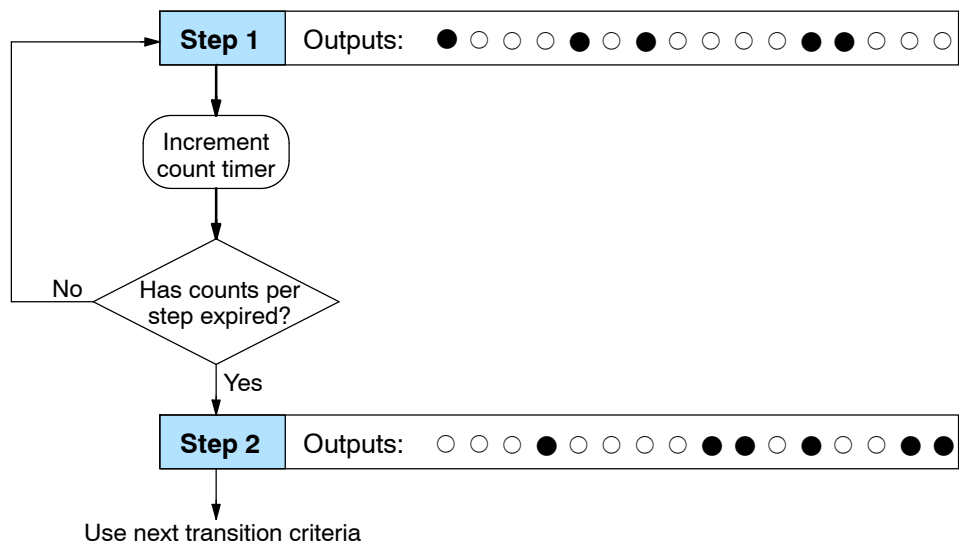 Step 1 Outputs:
Increment
count timer
No
Has counts per
step expired?
Yes
Step 2 Outputs:
Use next transition criteria